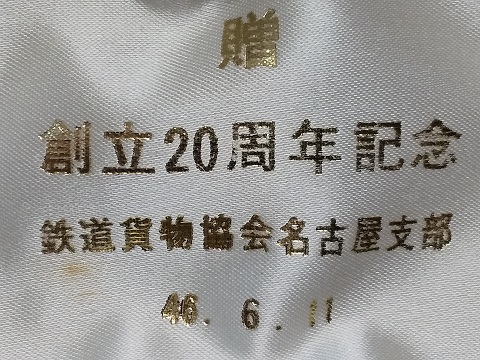 贈
創立20周年記念
鉄道貨物協会名古屋支部
46. 6. 11